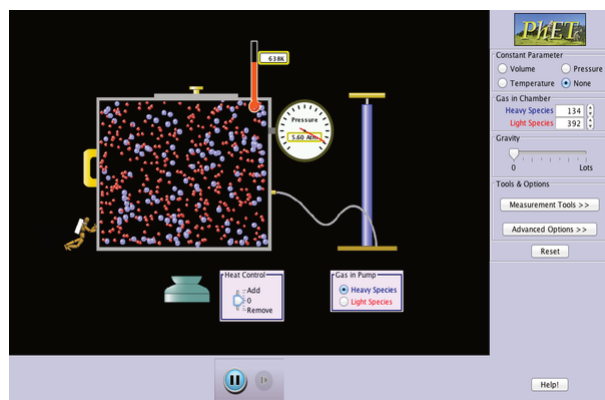 PhET
638K
Pressure
5.60 Atm
Constant Parameter
Volume
Pressure
Temperature
None
Gas in Chamber
Heavy Species
134
Light Species
392
Gravity
0
Lots
Tools & Options
Measurement Tools >>
Advanced Options >>
Reset
Heat Control
Add
0
Remove
Gas in Pump
Heavy Species
Light Species
Help!